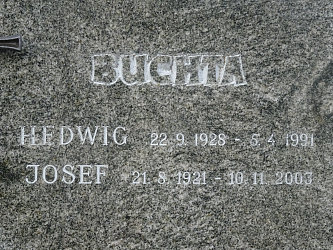 BUCHTA
HEDWIG 22. 9. 1928 – 5. 4. 1991
JOSEF 21. 8. 1921 – 10. 11. 2003